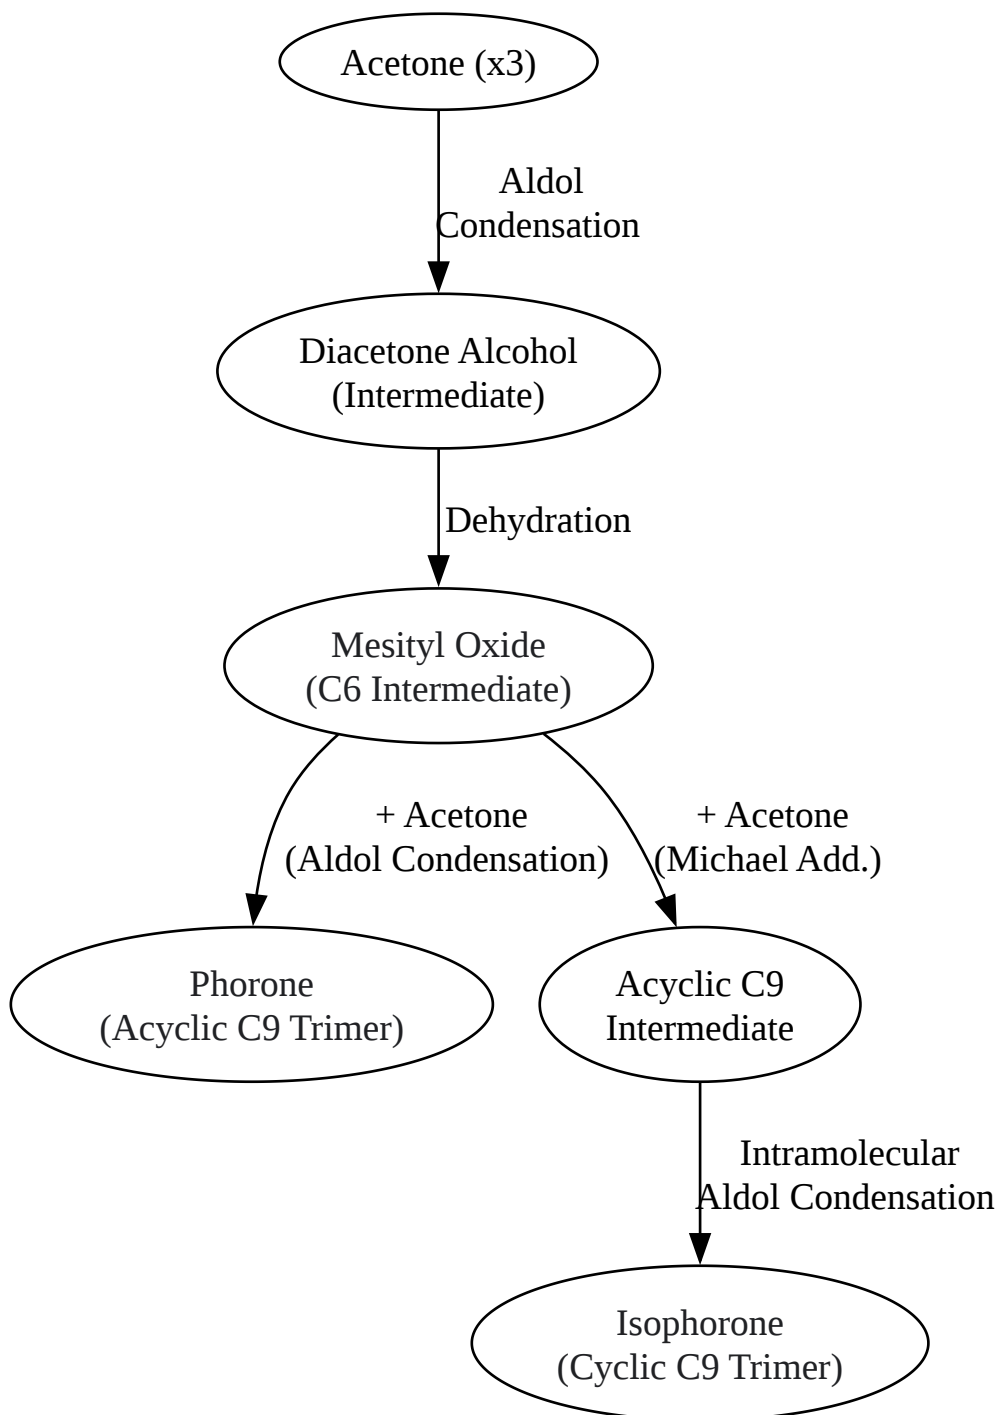 Acetone (x3)
Aldol
Condensation
Diacetone Alcohol
(Intermediate)
Dehydration
Mesityl Oxide
(C6 Intermediate)
+ Acetone
(Aldol Condensation)
+ Acetone
(Michael Add.)
Phorone
(Acyclic C9 Trimer)
Acyclic C9
Intermediate
Intramolecular
Aldol Condensation
Isophorone
(Cyclic C9 Trimer)